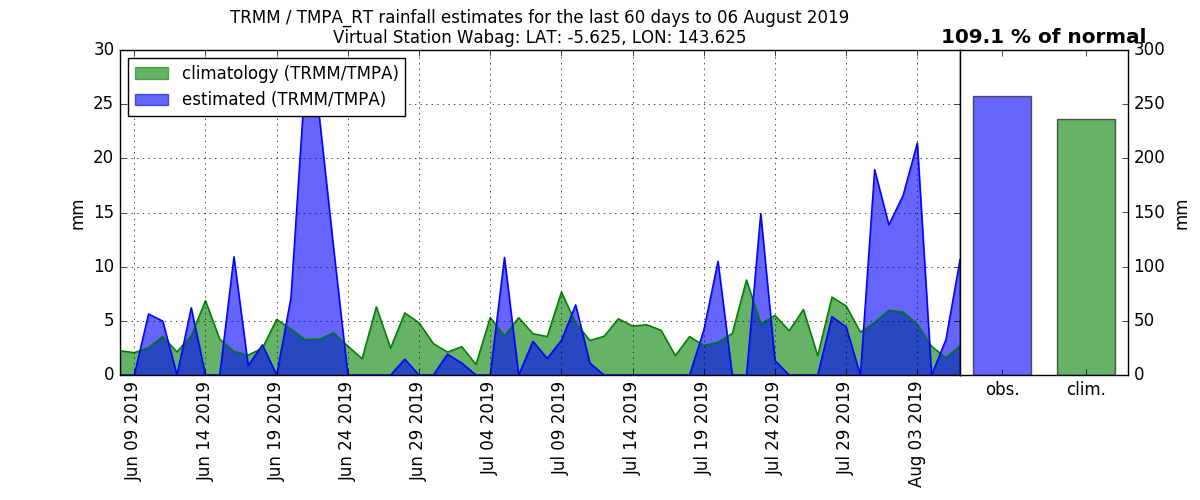 TRMM / TMPA_RT rainfall estimates for the last 60 days to 06 August 2019
Virtual Station Wabag: LAT: -5.625, LON: 143.625
109.1 % of normal
climatology (TRMM/TMPA)
estimated (TRMM/TMPA)
30
25
20
15
10
5
0
mm
300
250
200
150
100
50
0
mm
Jun 09 2019
Jun 14 2019
Jun 19 2019
Jun 24 2019
Jun 29 2019
Jul 04 2019
Jul 09 2019
Jul 14 2019
Jul 19 2019
Jul 24 2019
Jul 29 2019
Aug 03 2019
obs.
clim.